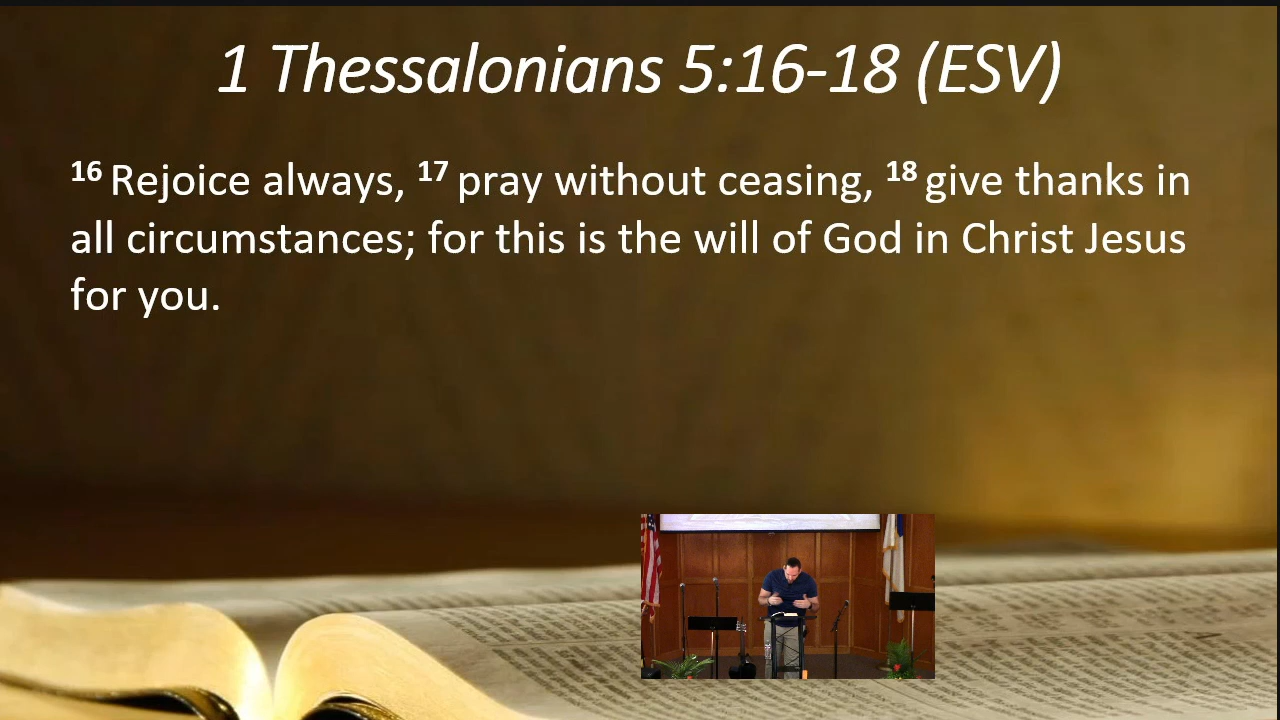 1 Thessalonians 5:16-18 (ESV)
16 Rejoice always, 17 pray without ceasing, 18 give thanks in
all circumstances; for this is the will of God in Christ Jesus
for you.